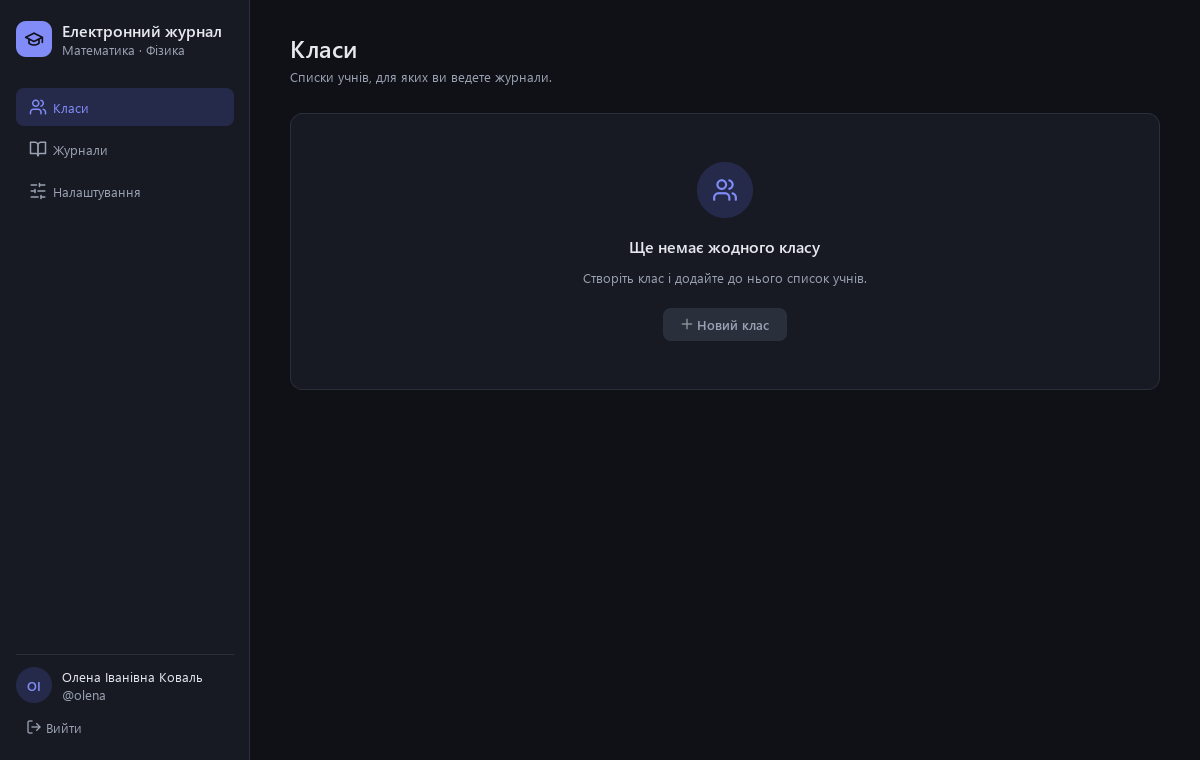 Електронний журнал
Математика · Фізика
Класи
Журнали
Налаштування
Класи
Списки учнів, для яких ви ведете журнали.
Ще немає жодного класу
Створіть клас і додайте до нього список учнів.
Новий клас
ОІ
Олена Іванівна Коваль
@olena
Вийти